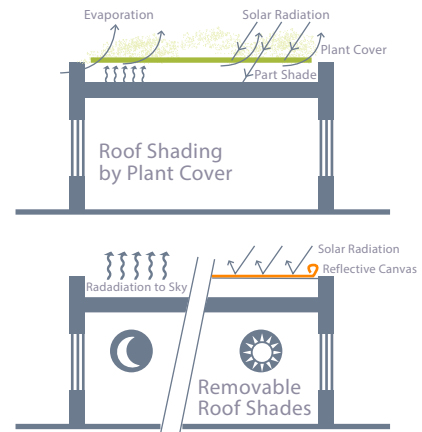 Evaporation
Solar Radiation
Plant Cover
Part Shade
Roof Shading
by Plant Cover
Solar Radiation
Reflective Canvas
Radadiation to Sky
Removable
Roof Shades